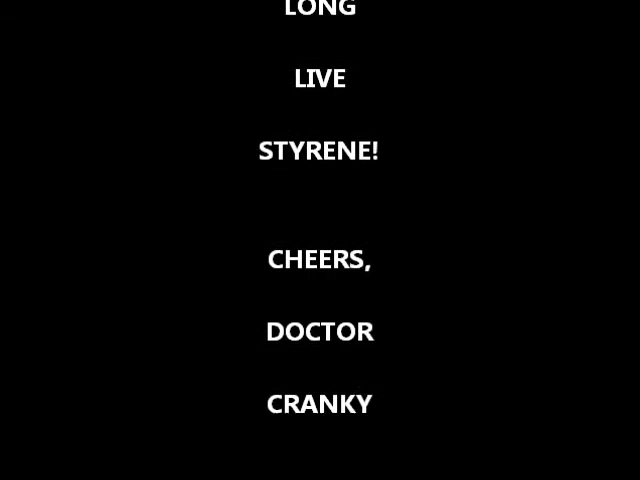 LONG
LIVE
STYRENE!
CHEERS,
DOCTOR
CRANKY